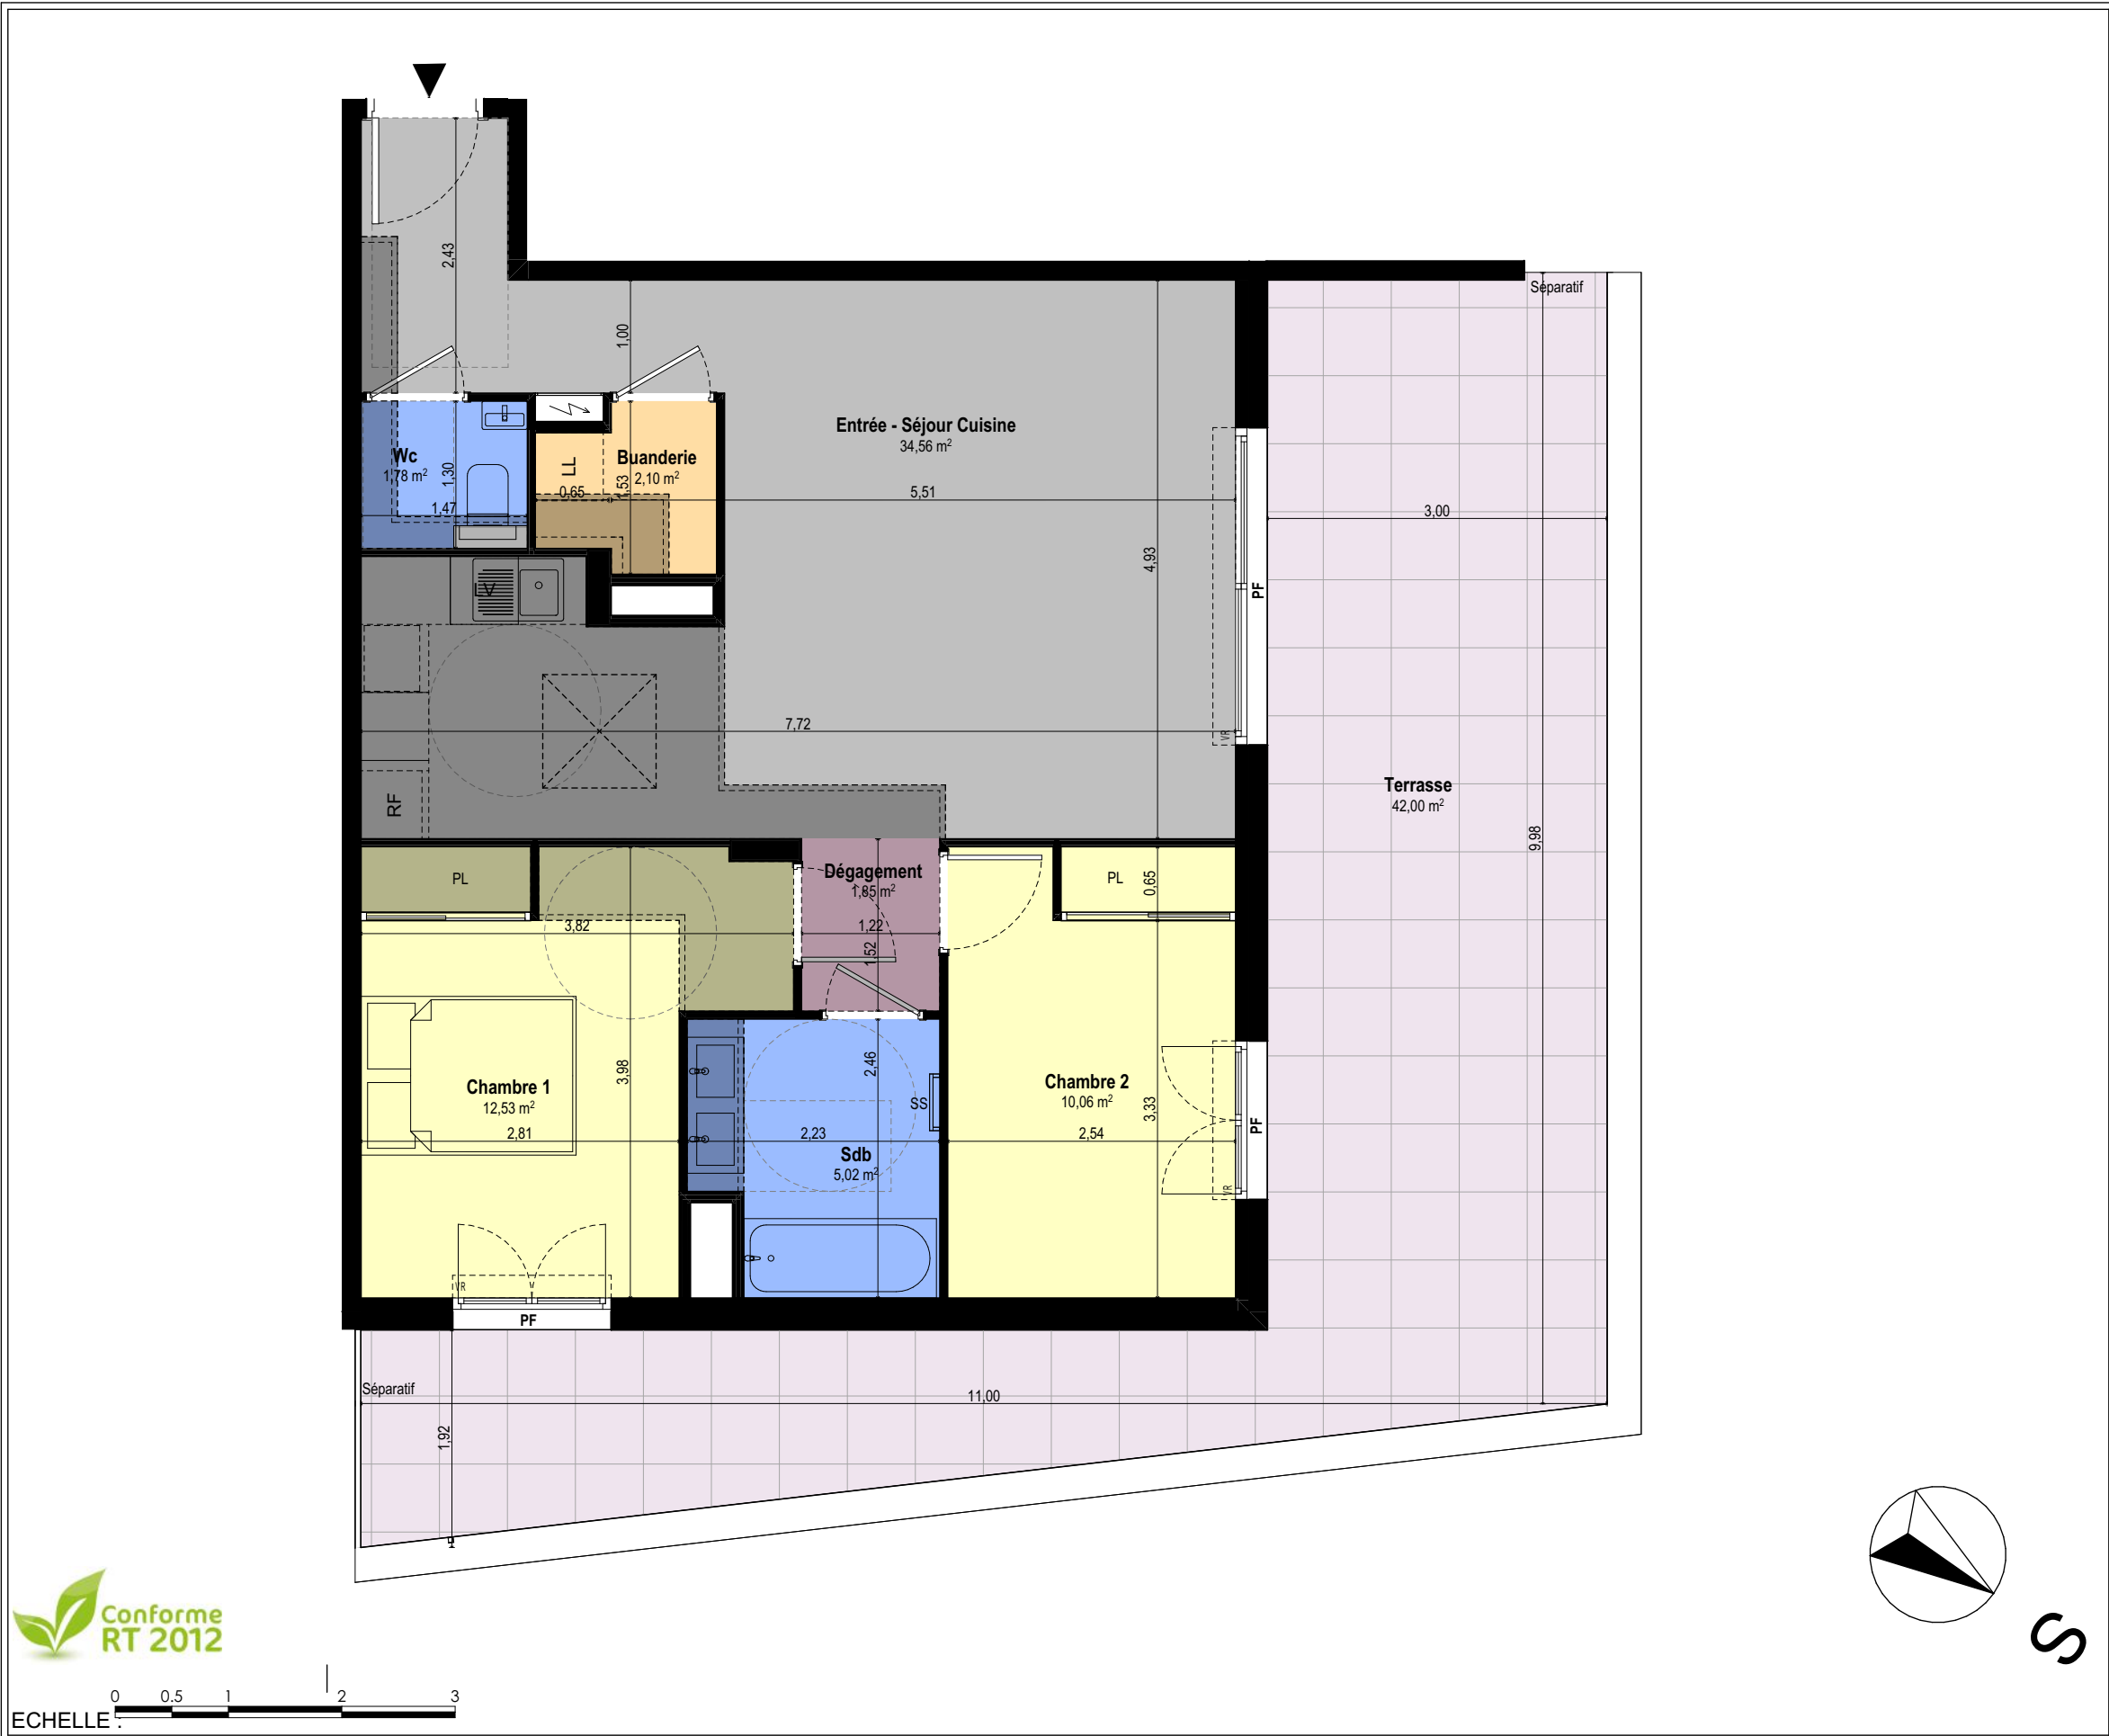 2,43
Séparatif
1,00
Entrée - Séjour Cuisine
34,56 m²
Wc
1,78 m²
1,30
1,47
LL
Buanderie
2,10 m²
0,65
1,53
5,51
3,00
4,93
PF
LV
7,72
VR
RF
Terrasse
42,00 m²
9,98
PL
Dégagement
1,85 m²
PL
0,65
3,82
1,22
1,52
2,46
3,98
Chambre 1
12,53 m²
2,81
SS
2,23
Sdb
5,02 m²
Chambre 2
10,06 m²
3,33
2,54
PF
VR
VR
PF
Séparatif
11,00
1,92
Conforme
RT 2012
S
0 0.5 1 2 3
ECHELLE :